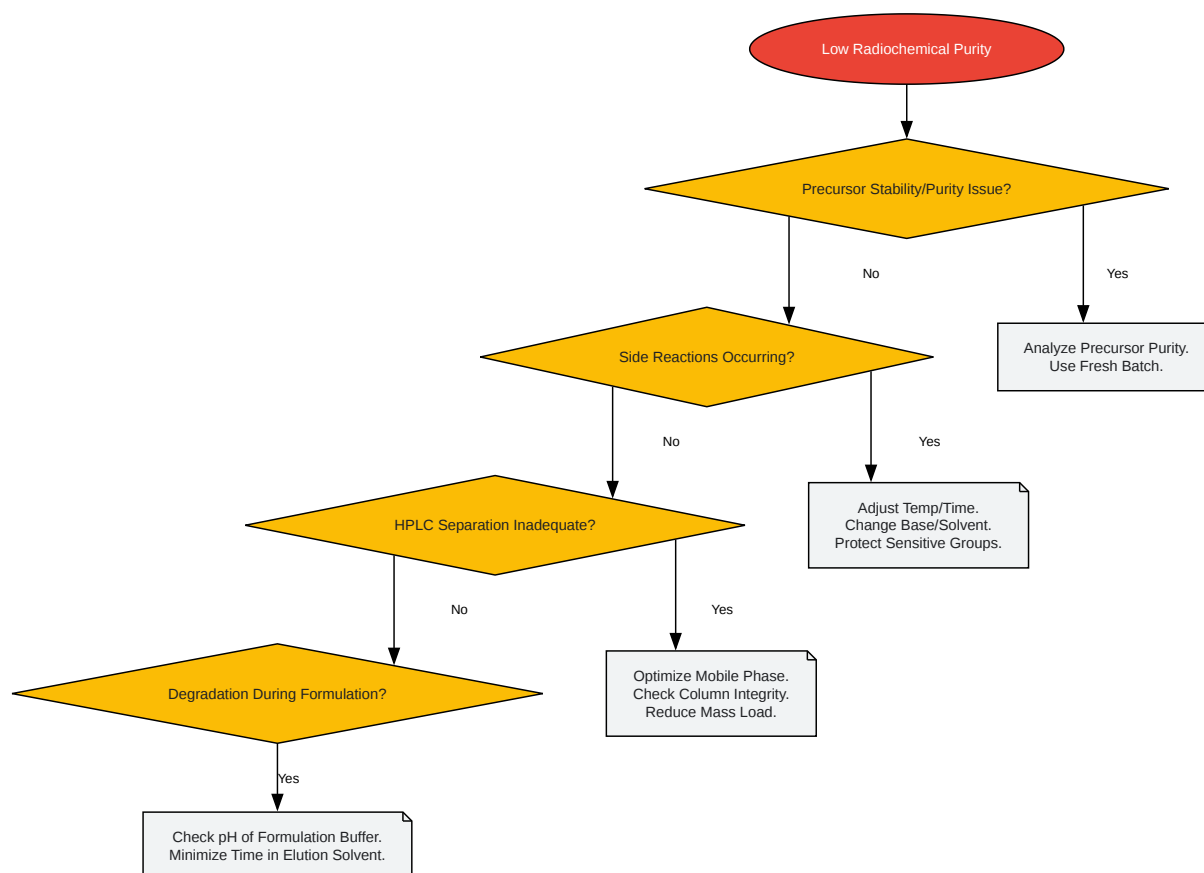 Low Radiochemical Purity
Precursor Stability/Purity Issue?
No
Yes
Side Reactions Occurring?
Analyze Precursor Purity.
Use Fresh Batch.
No
Yes
HPLC Separation Inadequate?
Adjust Temp/Time.
Change Base/Solvent.
Protect Sensitive Groups.
No
Yes
Degradation During Formulation?
Optimize Mobile Phase.
Check Column Integrity.
Reduce Mass Load.
Yes
Check pH of Formulation Buffer.
Minimize Time in Elution Solvent.